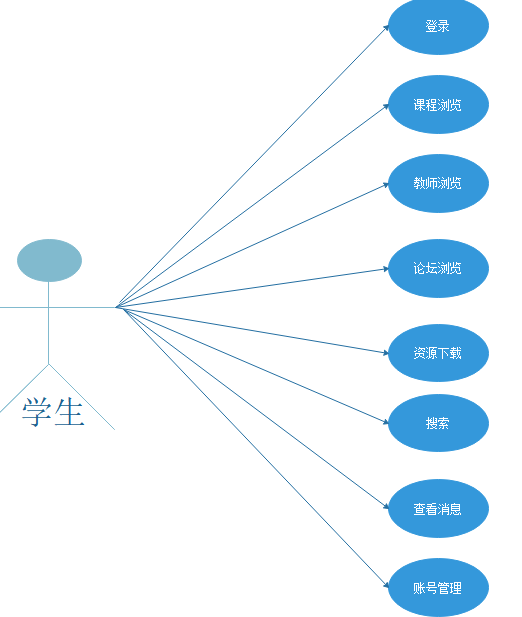 登录
课程浏览
教师浏览
论坛浏览
资源下载
学生
搜索
查看消息
账号管理